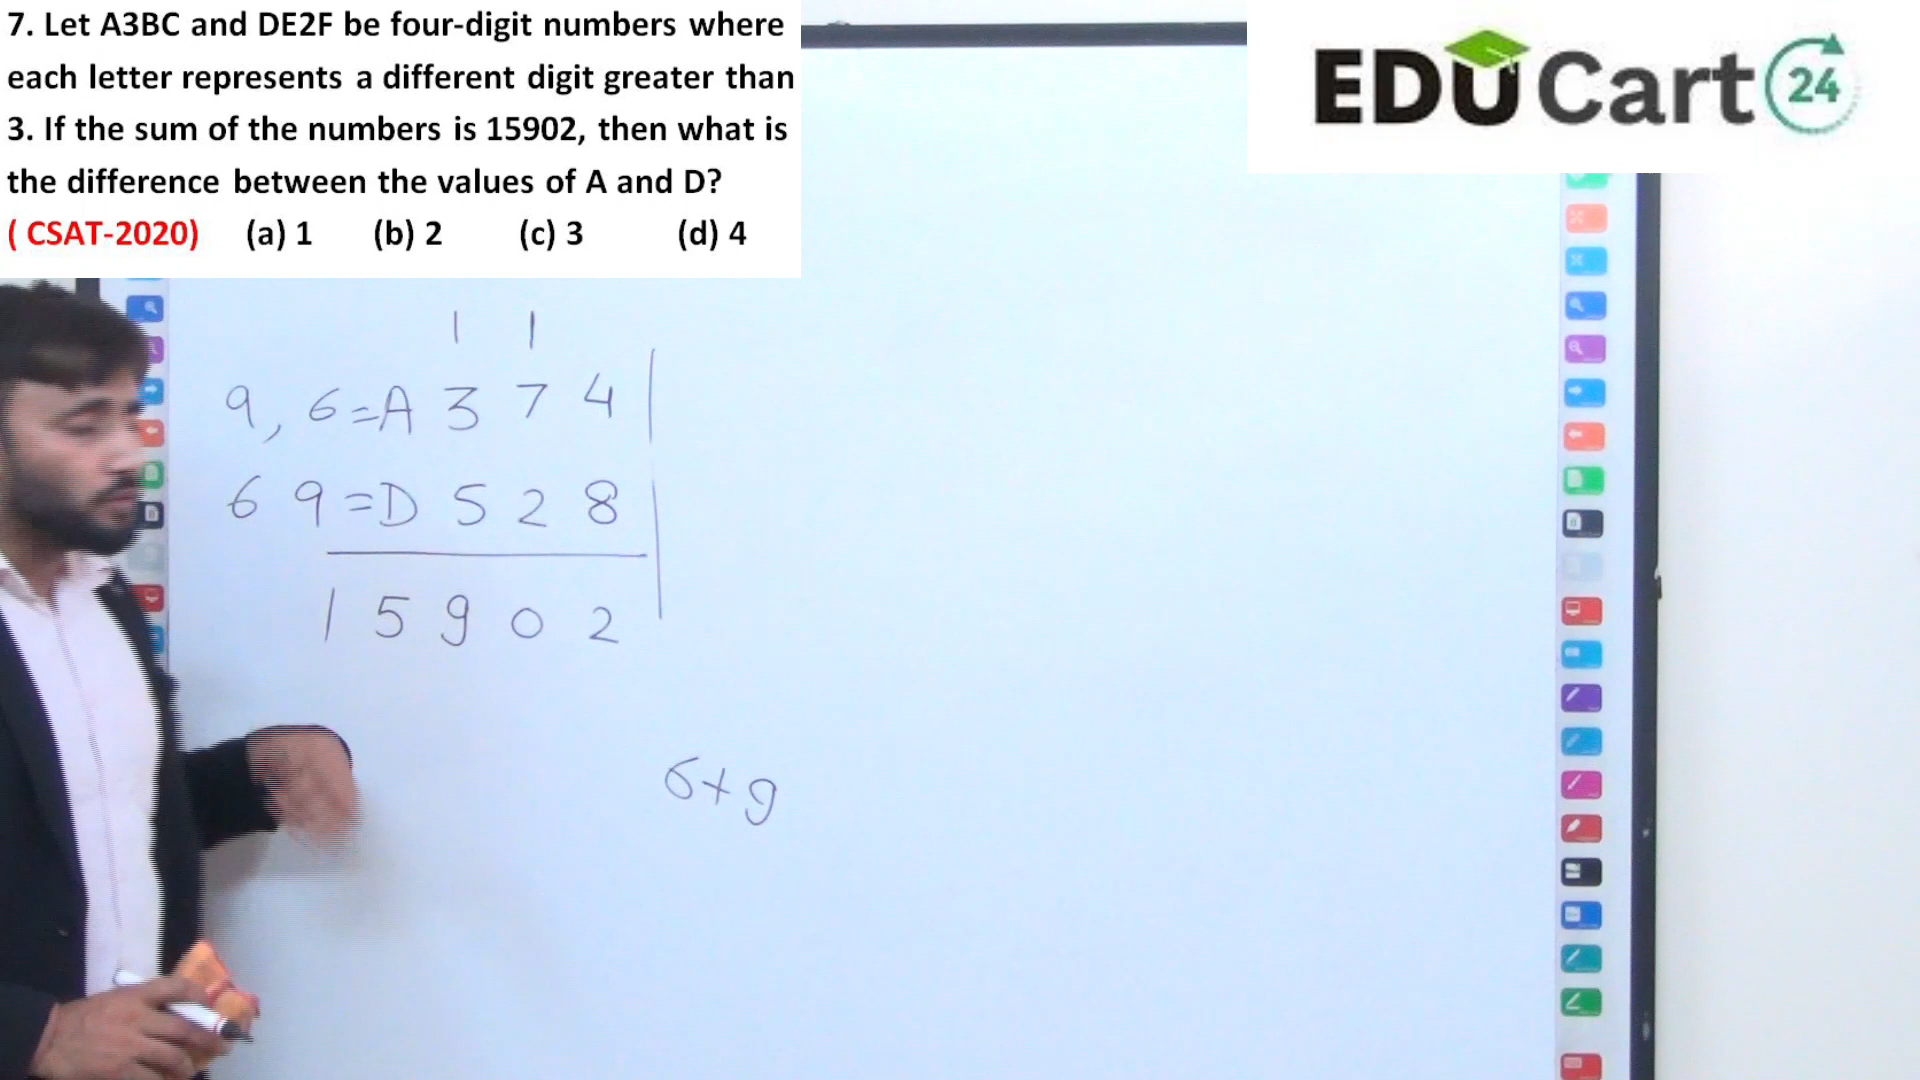 7. Let A3BC and DE2F be four-digit numbers where
each letter represents a different digit greater than
3. If the sum of the numbers is 15902, then what is
the difference between the values of A and D?
( CSAT-2020) (a) 1 (b) 2 (c) 3 (d) 4
EDUCart 24
1 1
9, 6=A 3 7 4
6 9=D 5 2 8
1 5 9 0 2
6+9